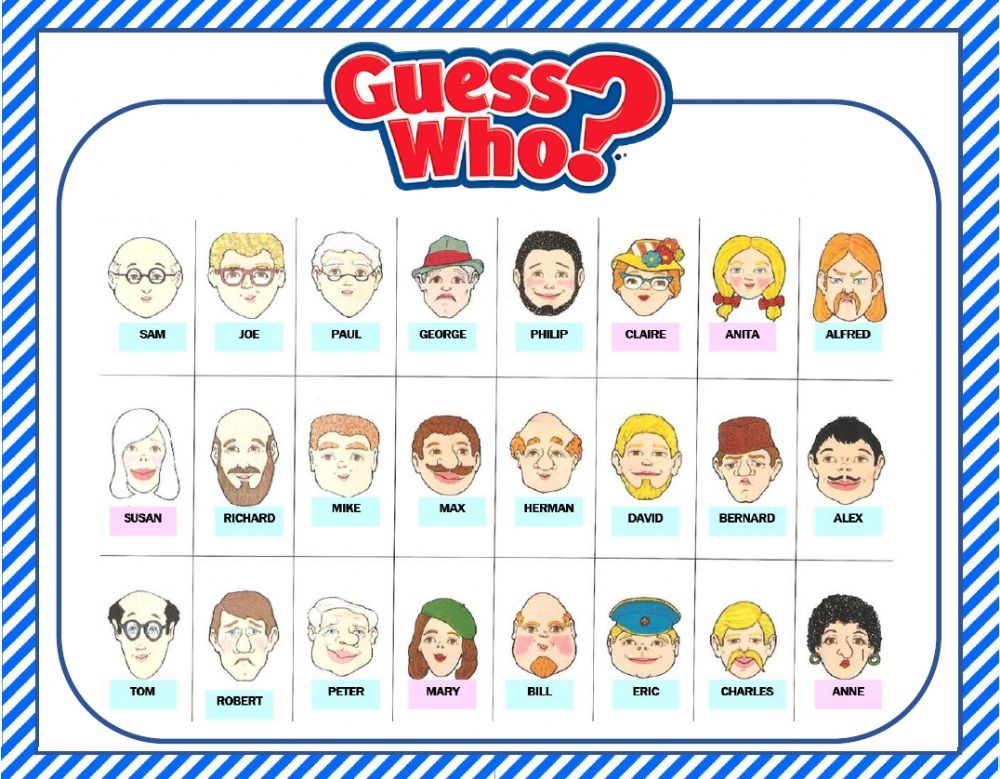 Guess
Who?
SAM
JOE
PAUL
GEORGE
PHILIP
CLAIRE
ANITA
ALFRED
SUSAN
RICHARD
MIKE
MAX
HERMAN
DAVID
BERNARD
ALEX
TOM
ROBERT
PETER
MARY
BILL
ERIC
CHARLES
ANNE